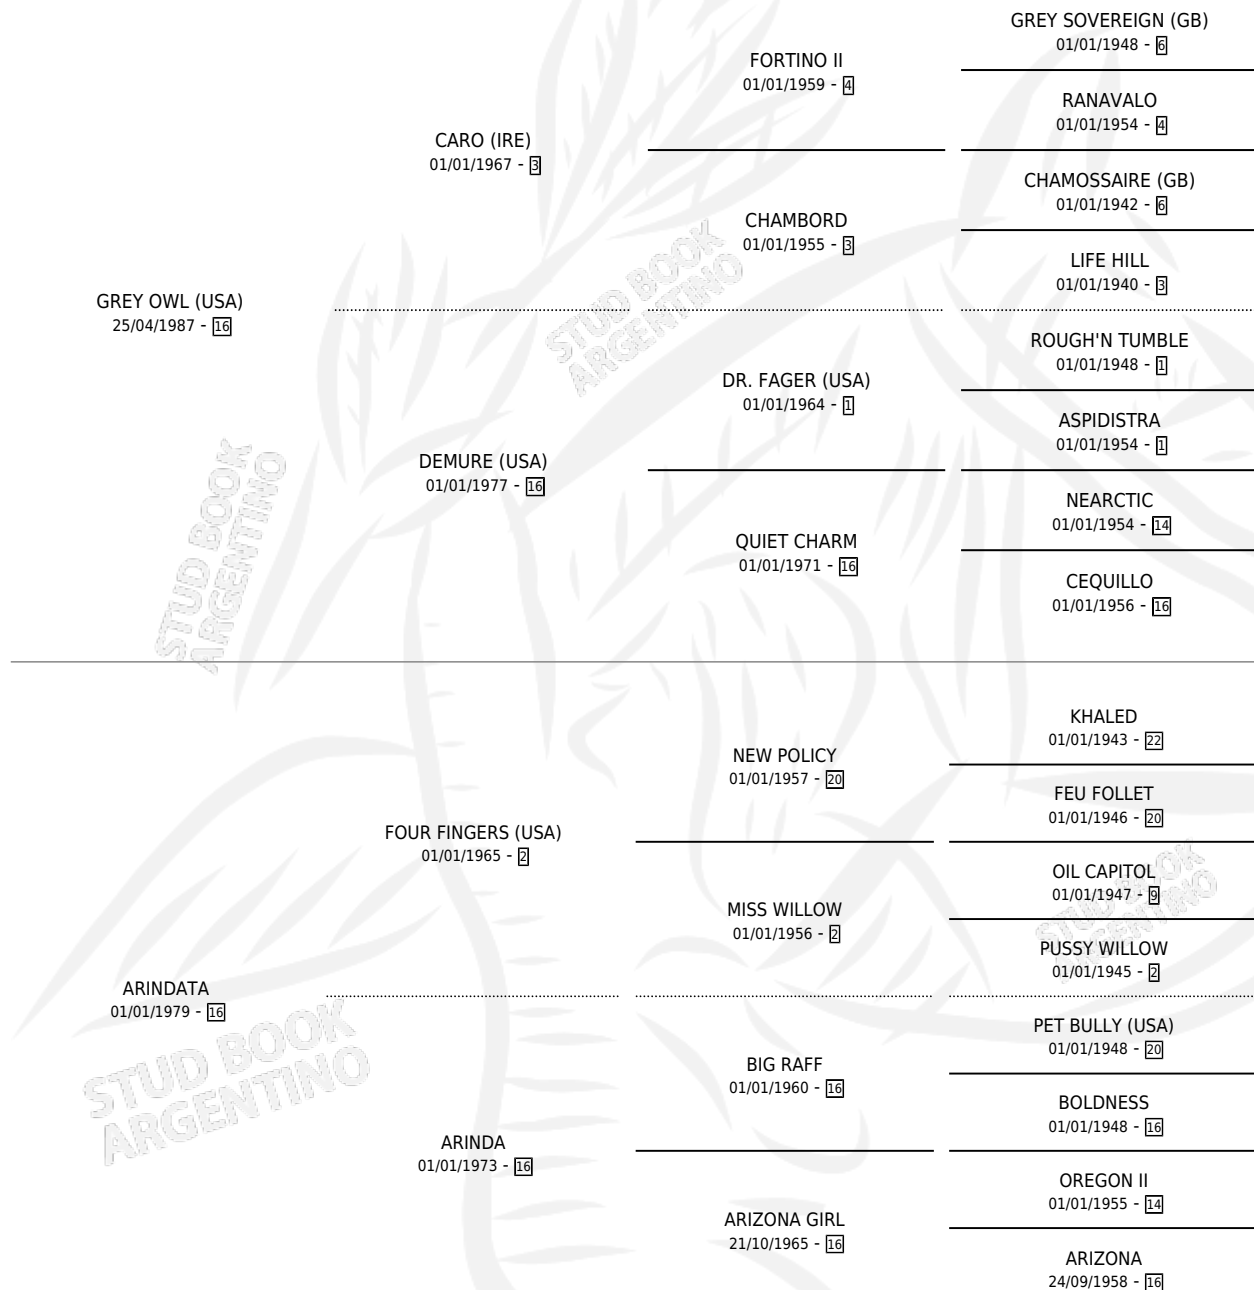 GREY SOVEREIGN (GB)
01/01/1948 - 6
FORTINO II
01/01/1959 - 4
RANAVALO
01/01/1954 - 4
CARO (IRE)
01/01/1967 - 3
CHAMOSSAIRE (GB)
01/01/1942 - 6
CHAMBORD
01/01/1955 - 3
LIFE HILL
01/01/1940 - 3
GREY OWL (USA)
25/04/1987 - 16
STUD BOOK
ARGENTINO
ROUGH'N TUMBLE
01/01/1948 - 1
DR. FAGER (USA)
01/01/1964 - 1
ASPIDISTRA
01/01/1954 - 1
DEMURE (USA)
01/01/1977 - 16
NEARCTIC
01/01/1954 - 14
QUIET CHARM
01/01/1971 - 16
CEQUILLO
01/01/1956 - 16
STUD BOOK
ARGENTINO
KHALED
01/01/1943 - 22
NEW POLICY
01/01/1957 - 20
FEU FOLLET
01/01/1946 - 20
FOUR FINGERS (USA)
01/01/1965 - 2
OIL CAPITOL
01/01/1947 - 9
MISS WILLOW
01/01/1956 - 2
STUD BOOK
ARGENTINO
PUSSY WILLOW
01/01/1945 - 2
ARINDATA
01/01/1979 - 16
PET BULLY (USA)
01/01/1948 - 20
BIG RAFF
01/01/1960 - 16
STUD BOOK
ARGENTINO
BOLDNESS
01/01/1948 - 16
ARINDA
01/01/1973 - 16
OREGON II
01/01/1955 - 14
ARIZONA GIRL
21/10/1965 - 16
ARIZONA
24/09/1958 - 16